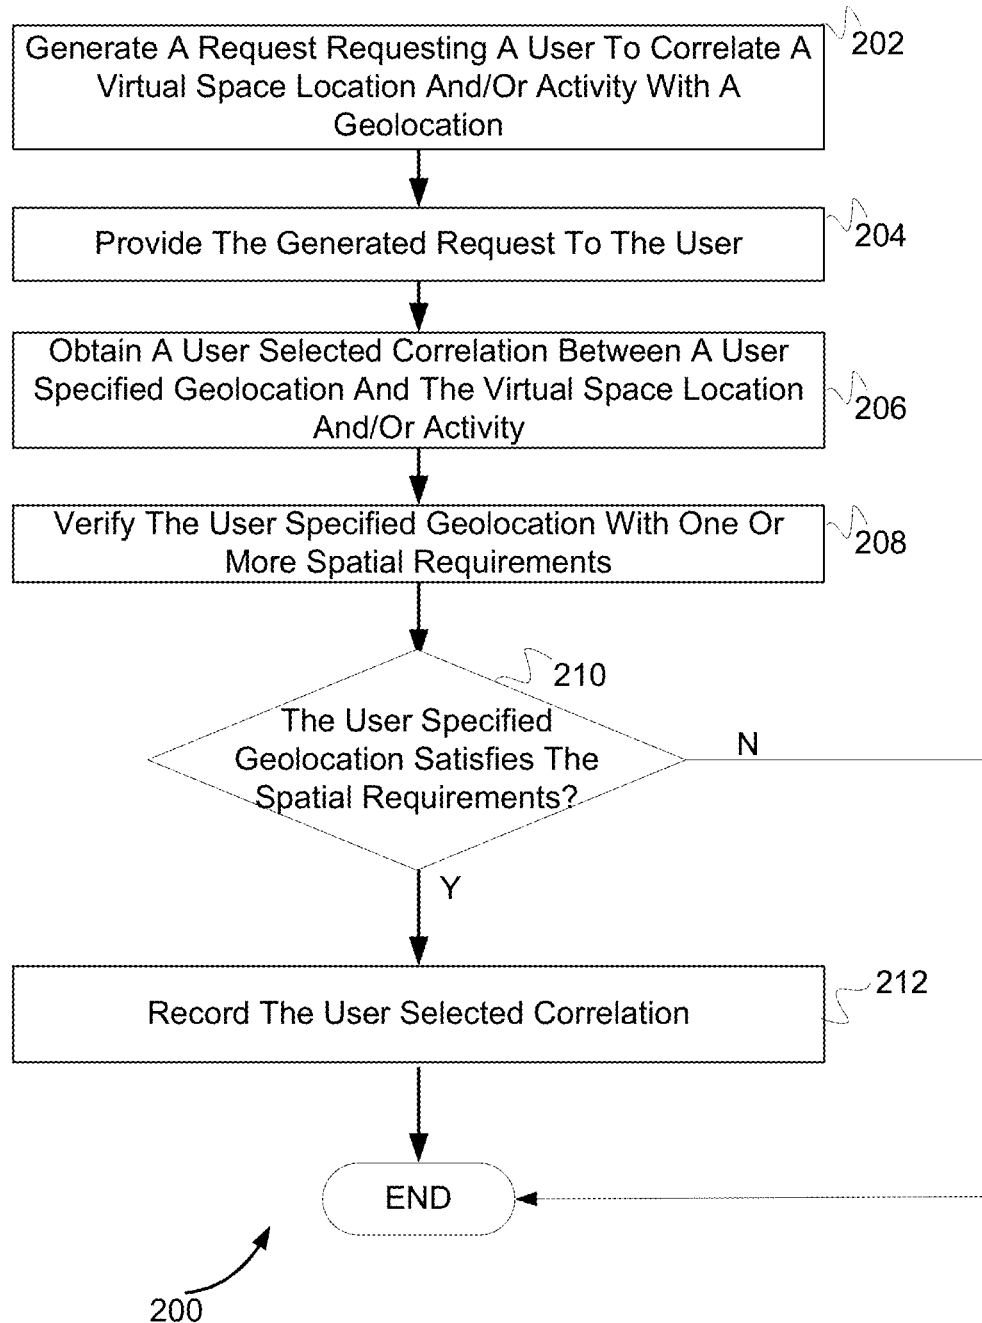 Generate A Request Requesting A User To Correlate A
Virtual Space Location And/Or Activity With A
Geolocation
202
Provide The Generated Request To The User
204
Obtain A User Selected Correlation Between A User
Specified Geolocation And The Virtual Space Location
And/Or Activity
206
Verify The User Specified Geolocation With One Or
More Spatial Requirements
208
210
The User Specified
Geolocation Satisfies The
Spatial Requirements?
N
Y
Record The User Selected Correlation
212
END
200